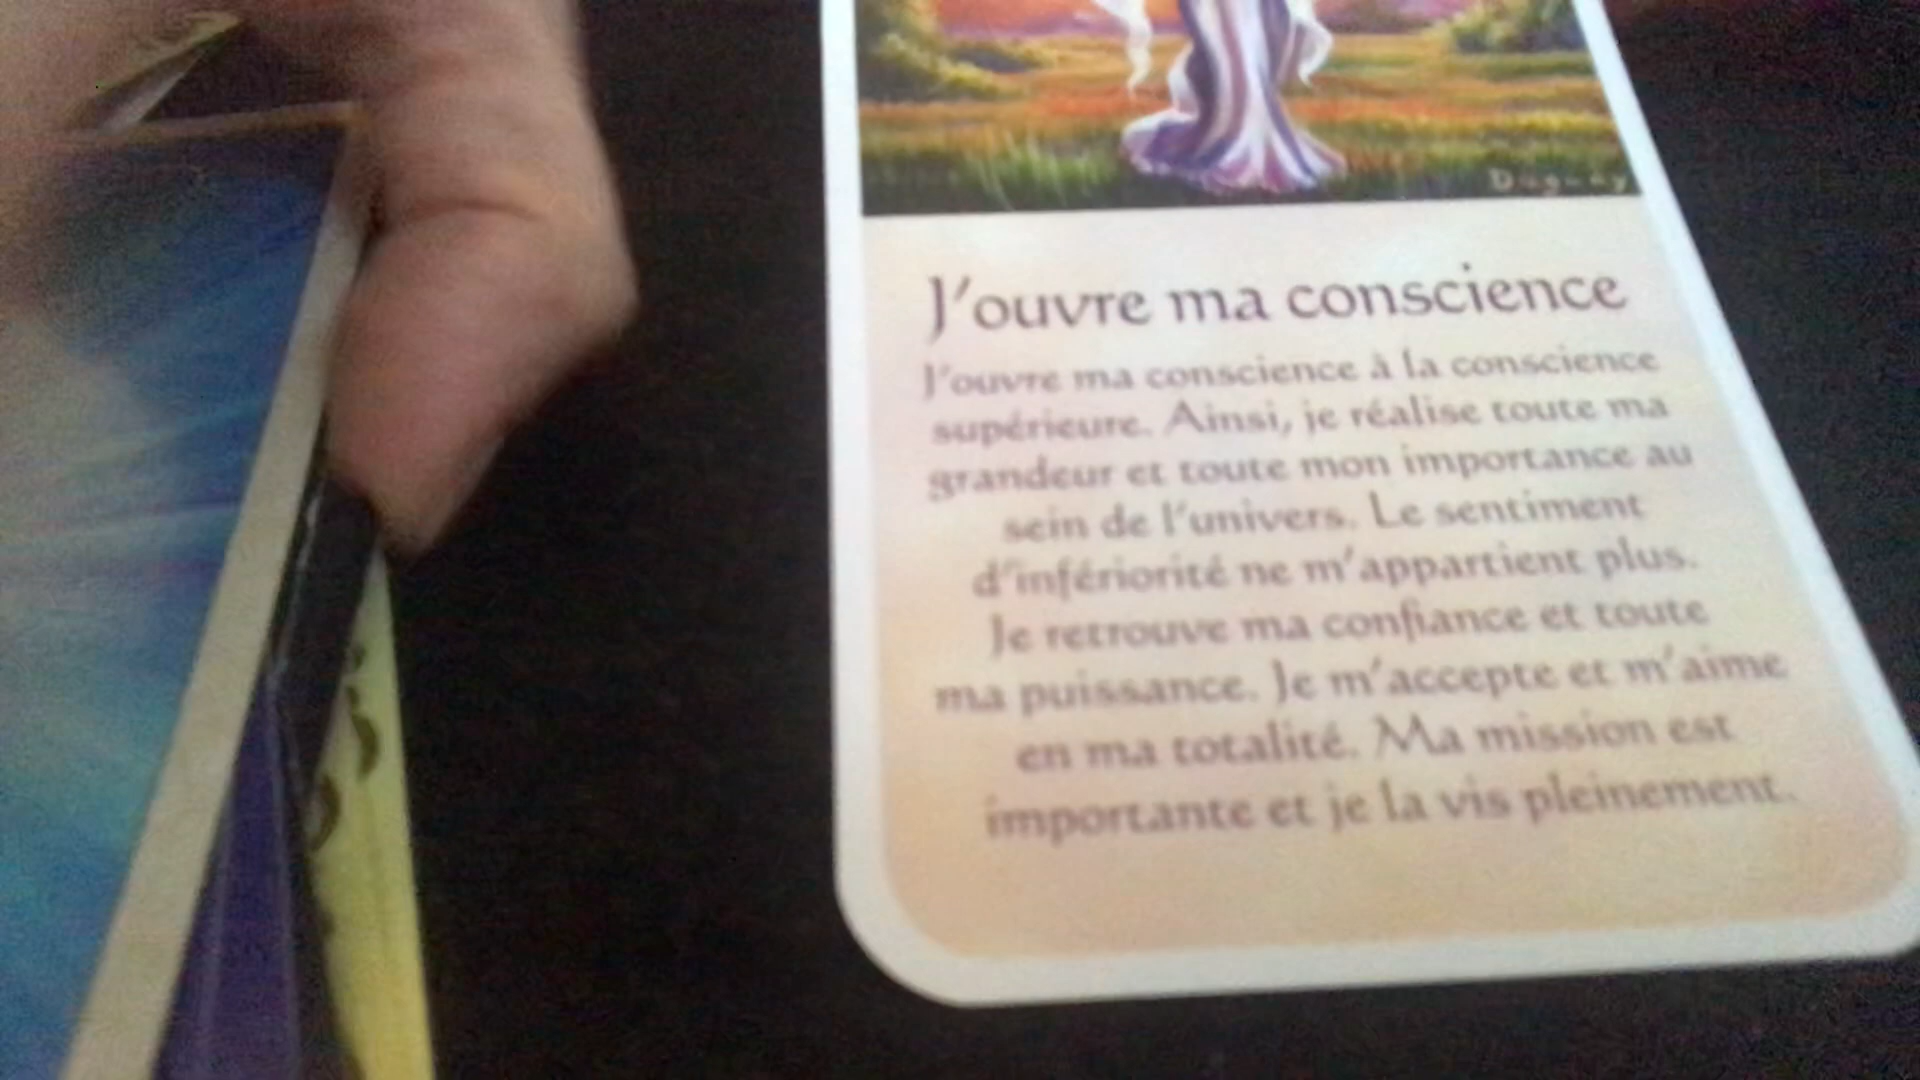 Duguay
J'ouvre ma conscience
J'ouvre ma conscience à la conscience
supérieure. Ainsi, je réalise toute ma
grandeur et toute mon importance au
sein de l'univers. Le sentiment
d'infériorité ne m'appartient plus.
Je retrouve ma confiance et toute
ma puissance. Je m'accepte et m'aime
en ma totalité. Ma mission est
importante et je la vis pleinement.